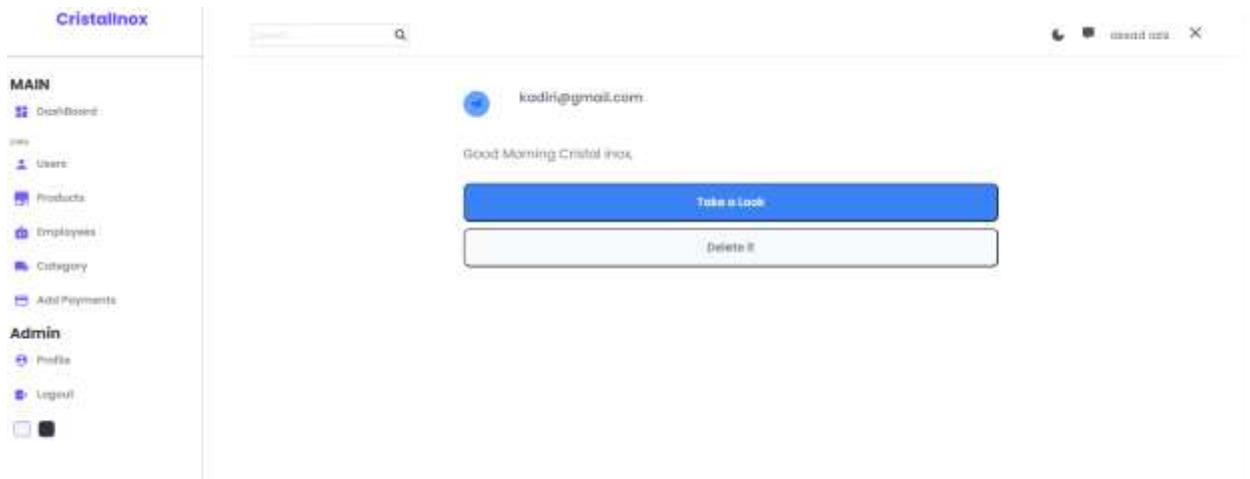 CristalInox
MAIN
DashBoard
Users
Products
Employees
Category
Add Payments
Admin
Profile
Logout
kadiri@gmail.com
Good Morning Cristal inox,
Take a Look
Delete it